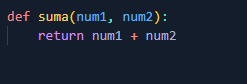 def suma(num1, num2):
    return num1 + num2